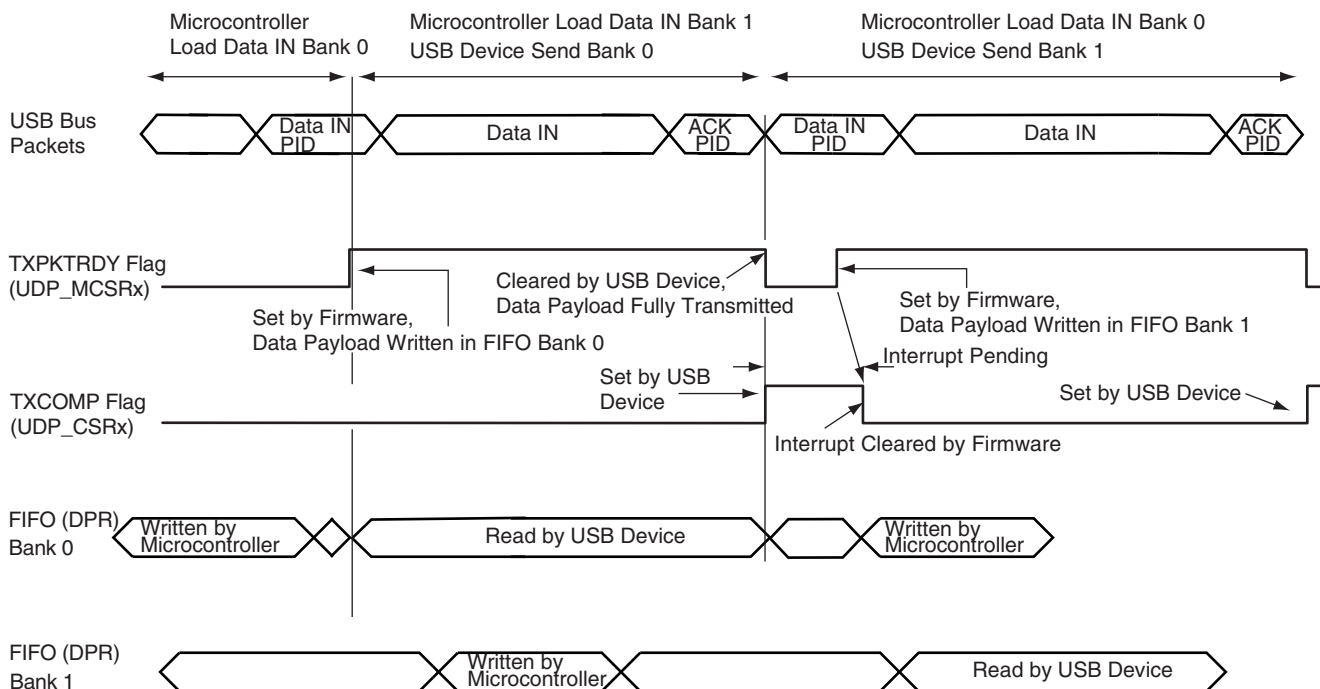 Microcontroller
Load Data IN Bank 0
Microcontroller Load Data IN Bank 1
USB Device Send Bank 0
Microcontroller Load Data IN Bank 0
USB Device Send Bank 1
USB Bus
Packets
Data IN
PID
Data IN
ACK
PID
Data IN
PID
Data IN
ACK
PID
TXPKTRDY Flag
(UDP_MCSRx)
Set by Firmware,
Data Payload Written in FIFO Bank 0
Cleared by USB Device,
Data Payload Fully Transmitted
Set by Firmware,
Data Payload Written in FIFO Bank 1
Interrupt Pending
Set by USB
Device
TXCOMP Flag
(UDP_CSRx)
Set by USB Device
Interrupt Cleared by Firmware
FIFO (DPR)
Bank 0
Written by
Microcontroller
Read by USB Device
Written by
Microcontroller
FIFO (DPR)
Bank 1
Written by
Microcontroller
Read by USB Device